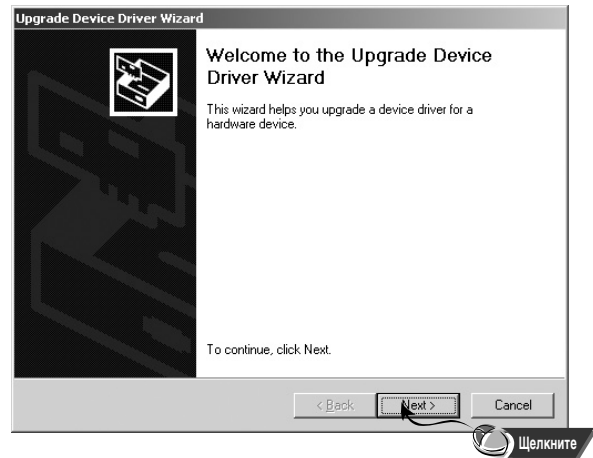 Upgrade Device Driver Wizard
Welcome to the Upgrade Device
Driver Wizard
This wizard helps you upgrade a device driver for a
hardware device.
To continue, click Next.
< Back
Next >
Cancel
Щелкните